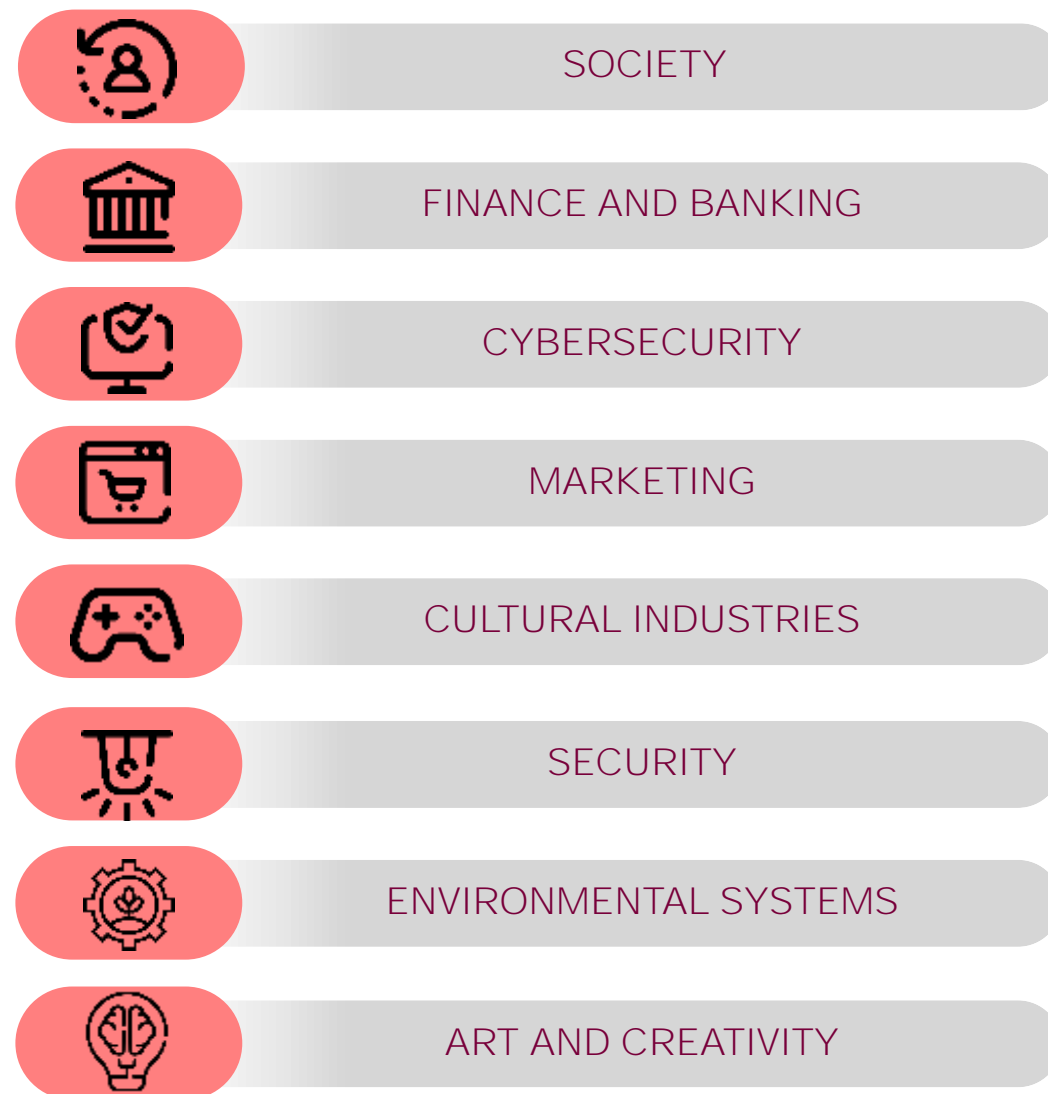 SOCIETY
FINANCE AND BANKING
CYBERSECURITY
MARKETING
CULTURAL INDUSTRIES
SECURITY
ENVIRONMENTAL SYSTEMS
ART AND CREATIVITY